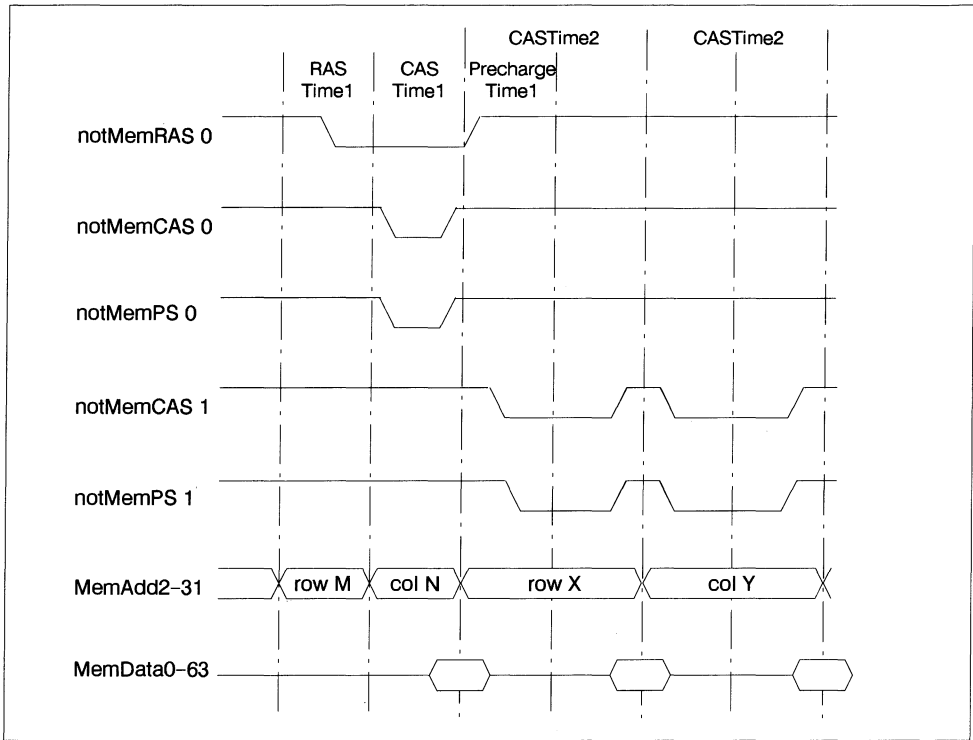 CASTime2 CASTime2
RAS CAS Precharge
Time1 Time1 Time1
notMemRAS 0
notMemCAS 0
notMemPS 0
notMemCAS 1
notMemPS 1
MemAdd2-31 row M col N row X col Y
MemData0-63